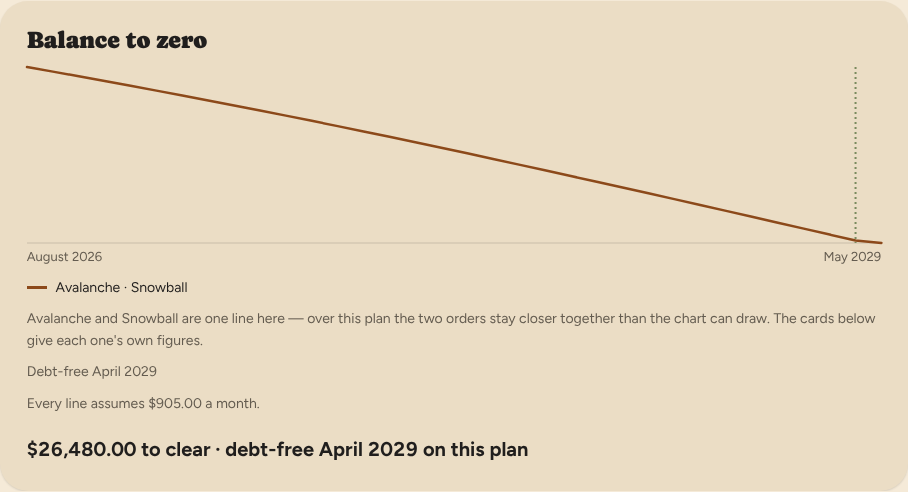 Balance to zero
August 2026
May 2029
Avalanche · Snowball
Avalanche and Snowball are one line here — over this plan the two orders stay closer together than the chart can draw. The cards below
give each one's own figures.
Debt-free April 2029
Every line assumes $905.00 a month.
$26,480.00 to clear · debt-free April 2029 on this plan